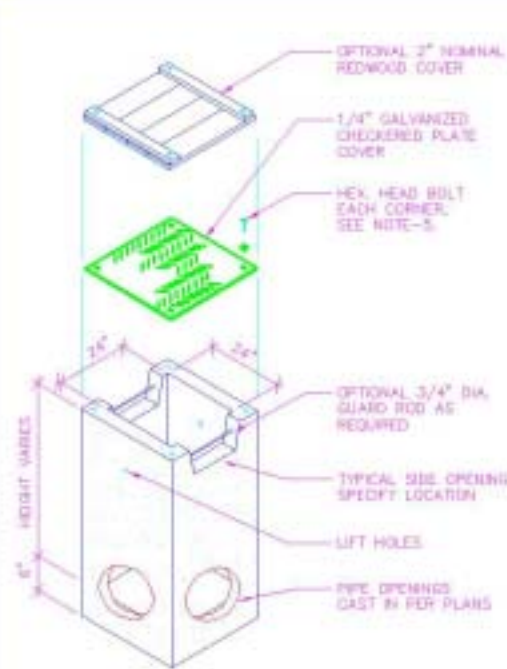 OPTIONAL 2" NOMINAL
REDWOOD COVER
1/4" GALVANIZED
CHECKERED PLATE
COVER
HEX. HEAD BOLT
EACH CORNER,
SEE NOTE-5.
24"
24"
OPTIONAL 3/4" DIA.
GUARD ROD AS
REQUIRED
HEIGHT VARIES
TYPICAL SIDE OPENING
SPECIFY LOCATION
LIFT HOLES
6"
PIPE OPENINGS
CAST IN PER PLANS